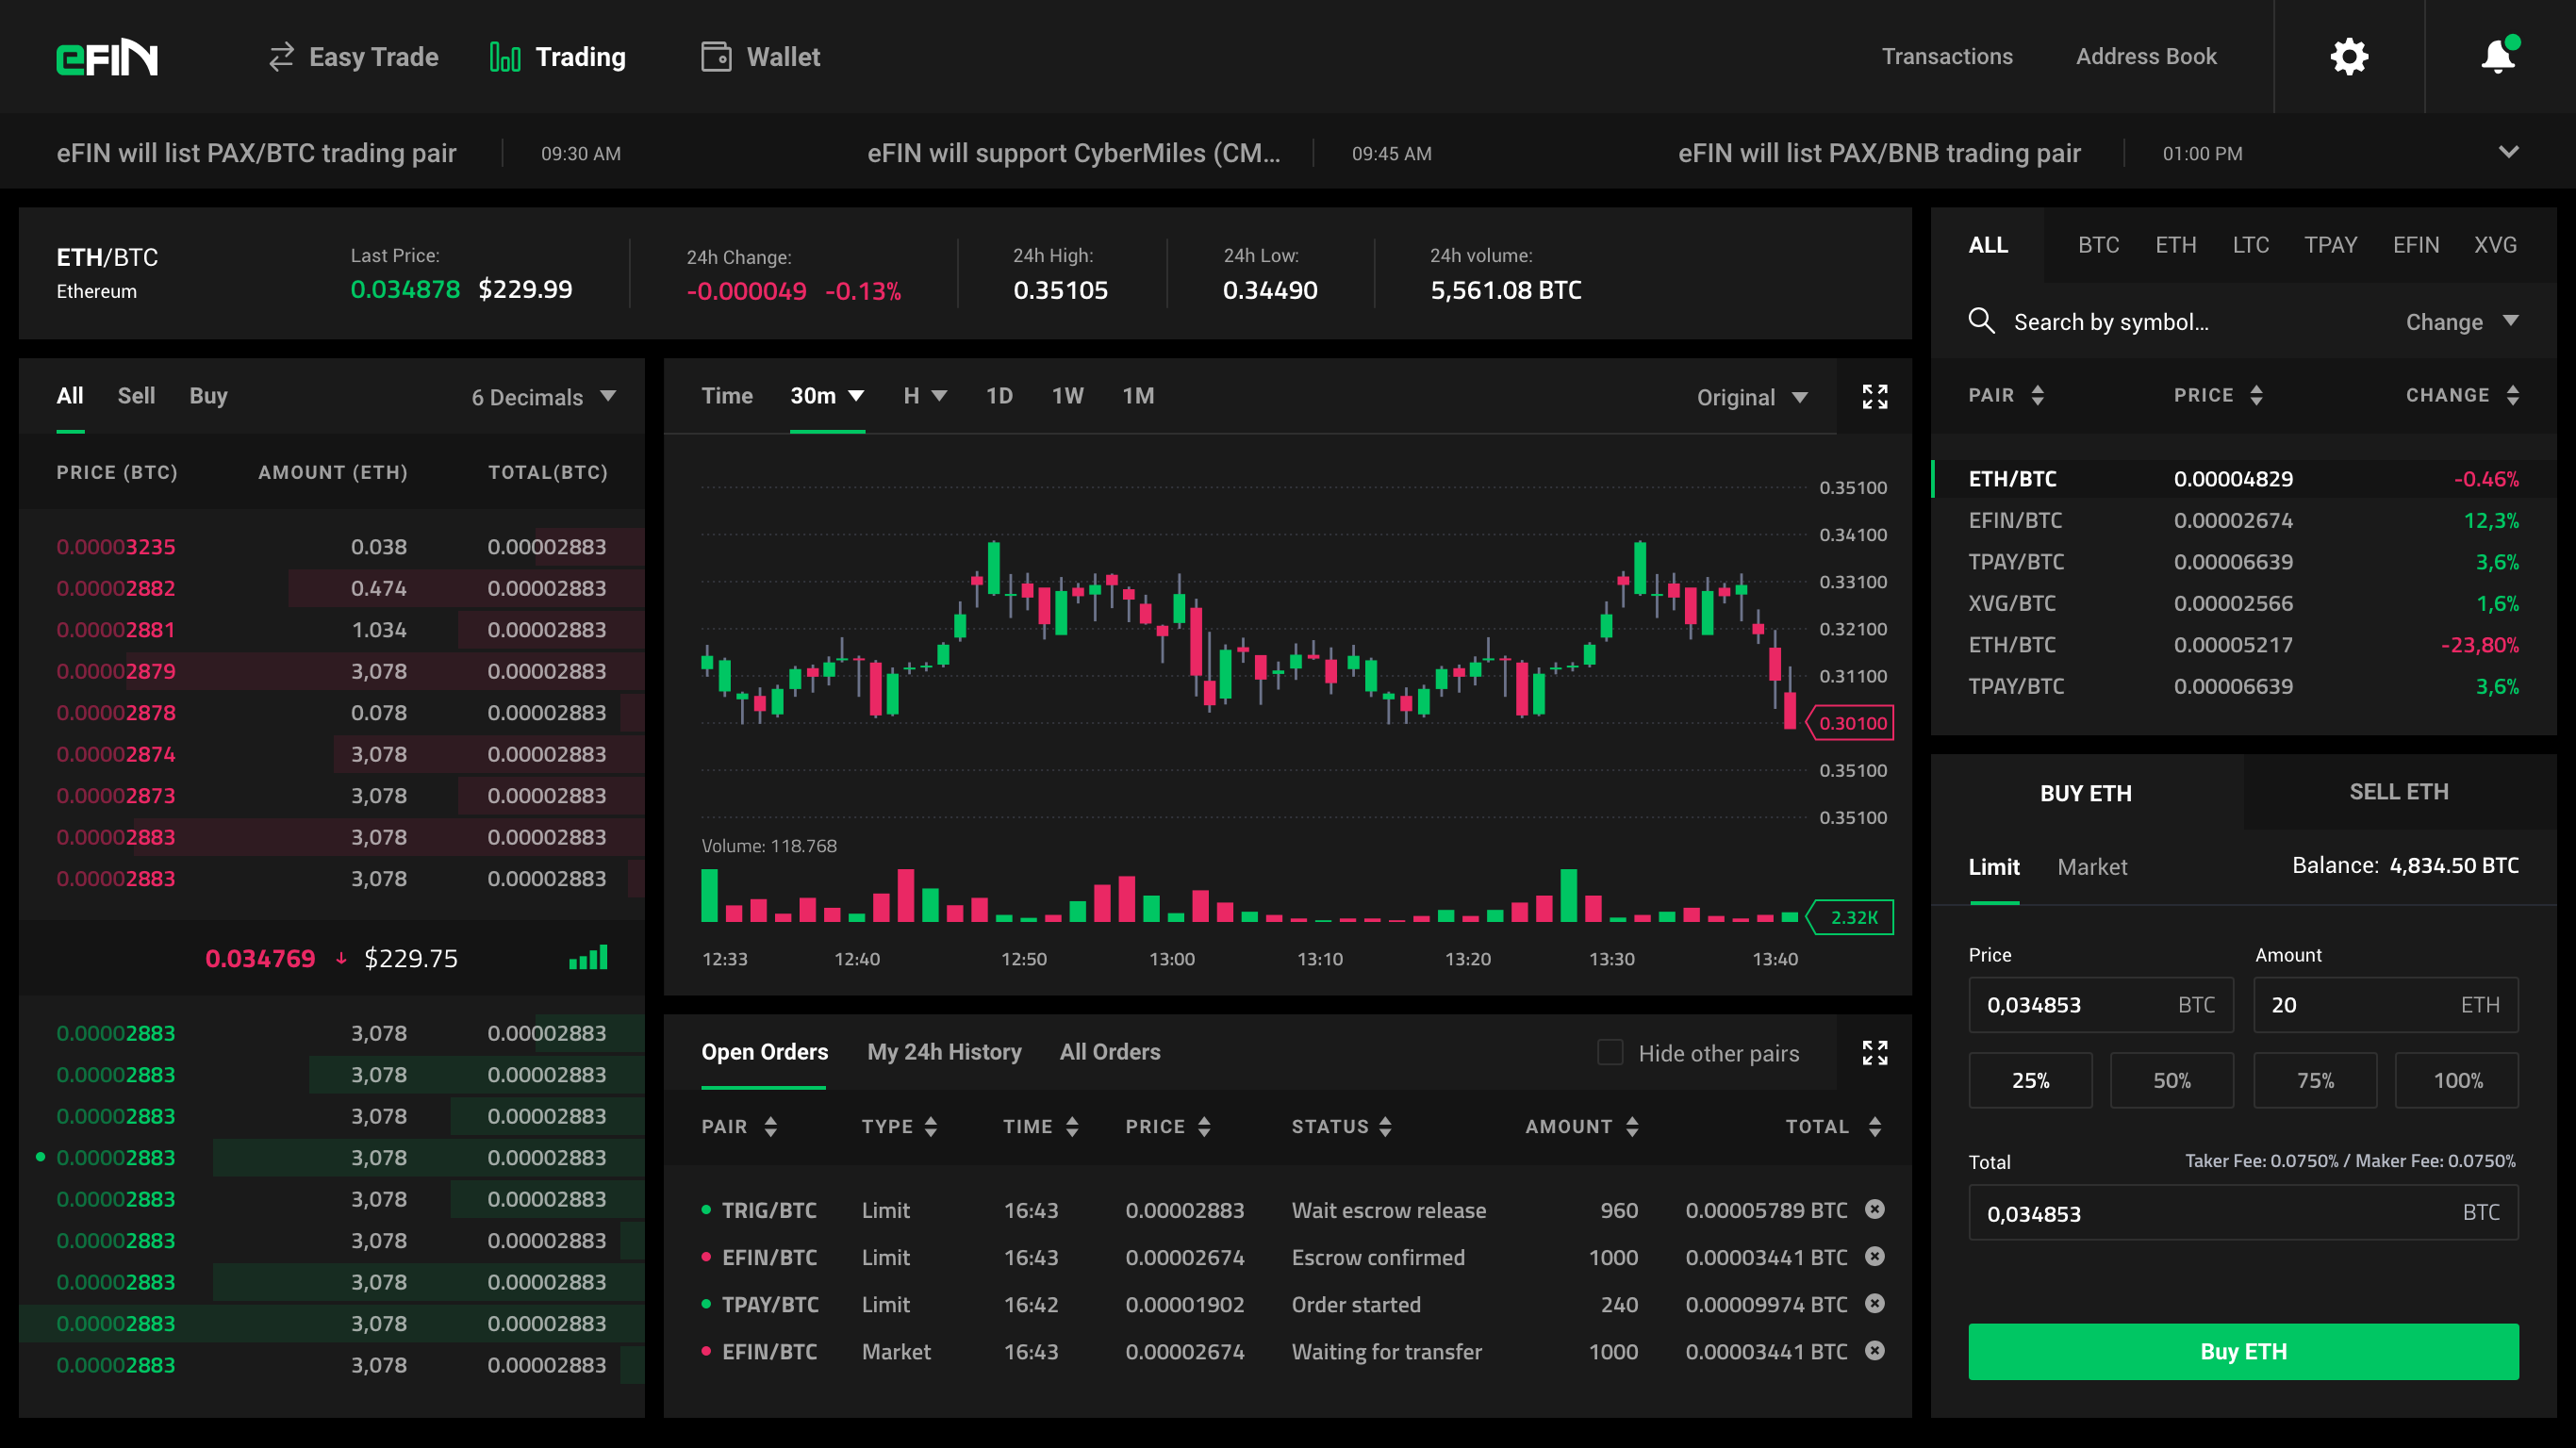 eFIN
Easy Trade
Trading
Wallet
Transactions
Address Book
eFIN will list PAX/BTC trading pair 09:30 AM
eFIN will support CyberMiles (CM... 09:45 AM
eFIN will list PAX/BNB trading pair 01:00 PM
ETH/BTC
Ethereum
Last Price:
0.034878 $229.99
24h Change:
-0.000049 -0.13%
24h High:
0.35105
24h Low:
0.34490
24h volume:
5,561.08 BTC
All Sell Buy 6 Decimals
PRICE (BTC) AMOUNT (ETH) TOTAL(BTC)
0.00003235 0.038 0.00002883
0.00002882 0.474 0.00002883
0.00002881 1.034 0.00002883
0.00002879 3,078 0.00002883
0.00002878 0.078 0.00002883
0.00002874 3,078 0.00002883
0.00002873 3,078 0.00002883
0.00002883 3,078 0.00002883
0.00002883 3,078 0.00002883
0.034769 $229.75
0.00002883 3,078 0.00002883
0.00002883 3,078 0.00002883
0.00002883 3,078 0.00002883
0.00002883 3,078 0.00002883
0.00002883 3,078 0.00002883
0.00002883 3,078 0.00002883
0.00002883 3,078 0.00002883
0.00002883 3,078 0.00002883
0.00002883 3,078 0.00002883
Time 30m H 1D 1W 1M Original
0.35100
0.34100
0.33100
0.32100
0.31100
0.30100
0.35100
0.35100
Volume: 118.768
2.32K
12:33 12:40 12:50 13:00 13:10 13:20 13:30 13:40
Open Orders My 24h History All Orders Hide other pairs
PAIR TYPE TIME PRICE STATUS AMOUNT TOTAL
TRIG/BTC Limit 16:43 0.00002883 Wait escrow release 960 0.00005789 BTC
EFIN/BTC Limit 16:43 0.00002674 Escrow confirmed 1000 0.00003441 BTC
TPAY/BTC Limit 16:42 0.00001902 Order started 240 0.00009974 BTC
EFIN/BTC Market 16:43 0.00002674 Waiting for transfer 1000 0.00003441 BTC
ALL BTC ETH LTC TPAY EFIN XVG
Search by symbol... Change
PAIR PRICE CHANGE
ETH/BTC 0.00004829 -0.46%
EFIN/BTC 0.00002674 12,3%
TPAY/BTC 0.00006639 3,6%
XVG/BTC 0.00002566 1,6%
ETH/BTC 0.00005217 -23,80%
TPAY/BTC 0.00006639 3,6%
BUY ETH SELL ETH
Limit Market Balance: 4,834.50 BTC
Price Amount
0,034853 BTC 20 ETH
25% 50% 75% 100%
Total Taker Fee: 0.0750% / Maker Fee: 0.0750%
0,034853 BTC
Buy ETH